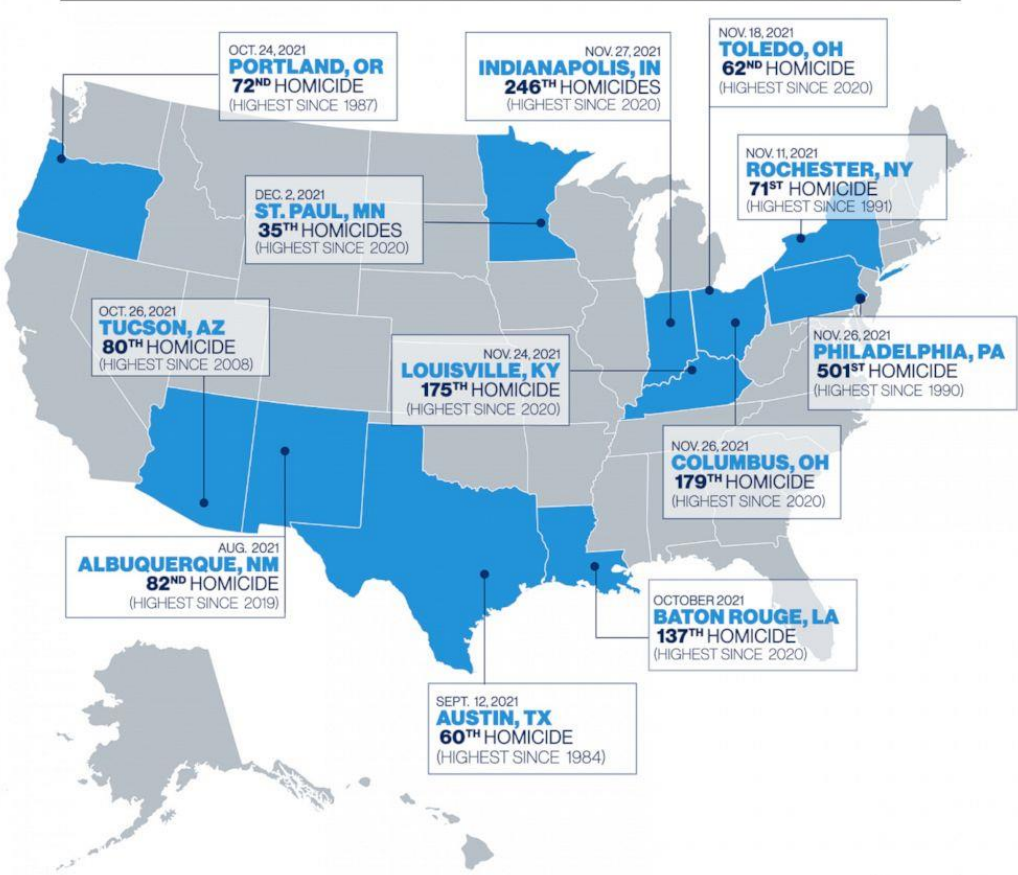 OCT. 24, 2021
PORTLAND, OR
72ND HOMICIDE
(HIGHEST SINCE 1987)
NOV. 27, 2021
INDIANAPOLIS, IN
246TH HOMICIDES
(HIGHEST SINCE 2020)
NOV. 18, 2021
TOLEDO, OH
62ND HOMICIDE
(HIGHEST SINCE 2020)
NOV. 11, 2021
ROCHESTER, NY
71ST HOMICIDE
(HIGHEST SINCE 1991)
DEC. 2, 2021
ST. PAUL, MN
35TH HOMICIDES
(HIGHEST SINCE 2020)
OCT. 26, 2021
TUCSON, AZ
80TH HOMICIDE
(HIGHEST SINCE 2008)
NOV. 24, 2021
LOUISVILLE, KY
175TH HOMICIDE
(HIGHEST SINCE 2020)
NOV. 26, 2021
PHILADELPHIA, PA
501ST HOMICIDE
(HIGHEST SINCE 1990)
NOV. 26, 2021
COLUMBUS, OH
179TH HOMICIDE
(HIGHEST SINCE 2020)
AUG. 2021
ALBUQUERQUE, NM
82ND HOMICIDE
(HIGHEST SINCE 2019)
OCTOBER 2021
BATON ROUGE, LA
137TH HOMICIDE
(HIGHEST SINCE 2020)
SEPT. 12, 2021
AUSTIN, TX
60TH HOMICIDE
(HIGHEST SINCE 1984)